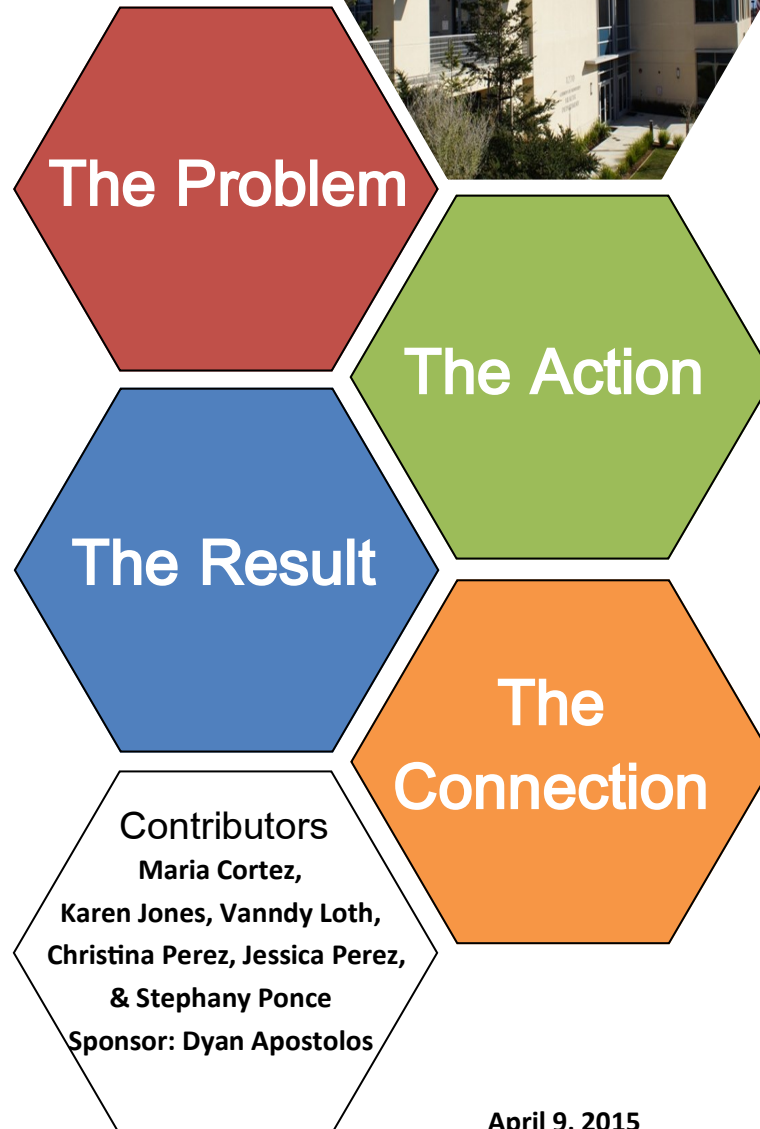 The Problem
The Action
The Result
The
Connection
Contributors
Maria Cortez,
Karen Jones, Vanndy Loth,
Christina Perez, Jessica Perez,
& Stephany Ponce
Sponsor: Dyan Apostolos
April 9, 2015